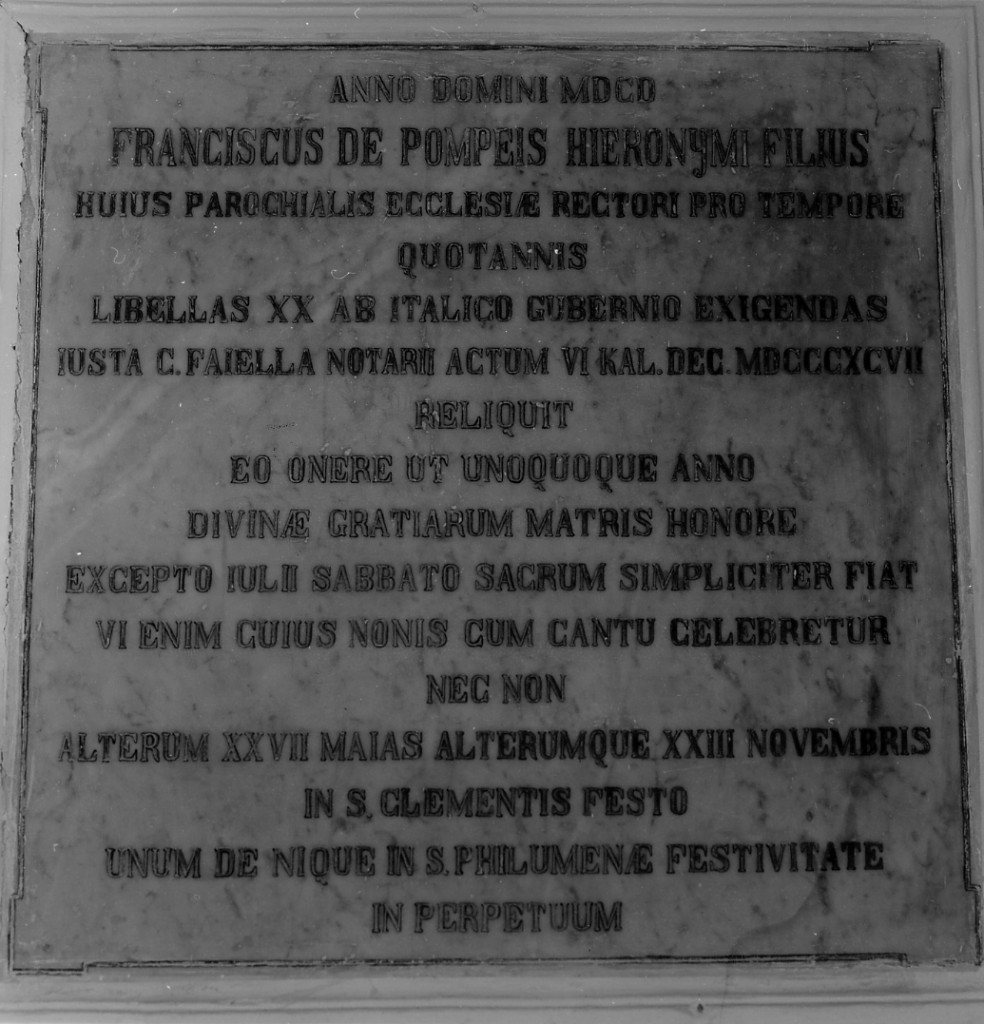 ANNO DOMINI MDCD
FRANCISCUS DE POMPEIS HIERONYMI FILIUS
HUIUS PAROCHIALIS ECCLESIÆ RECTORI PRO TEMPORE
QUOTANNIS
LIBELLAS XX AB ITALICO GUBERNIO EXIGENDAS
IUSTA C. FAIELLA NOTARII ACTUM VI KAL. DEC. MDCCCXCVII
RELIQUIT
EO ONERE UT UNOQUOQUE ANNO
DIVINÆ GRATIARUM MATRIS HONORE
EXCEPTO IULII SABBATO SACRUM SIMPLICITER FIAT
VI ENIM CUIUS NONIS CUM CANTU CELEBRETUR
NEC NON
ALTERUM XXVII MAIAS ALTERUMQUE XXIII NOVEMBRIS
IN S. CLEMENTIS FESTO
UNUM DE NIQUE IN S. PHILUMENÆ FESTIVITATE
IN PERPETUUM